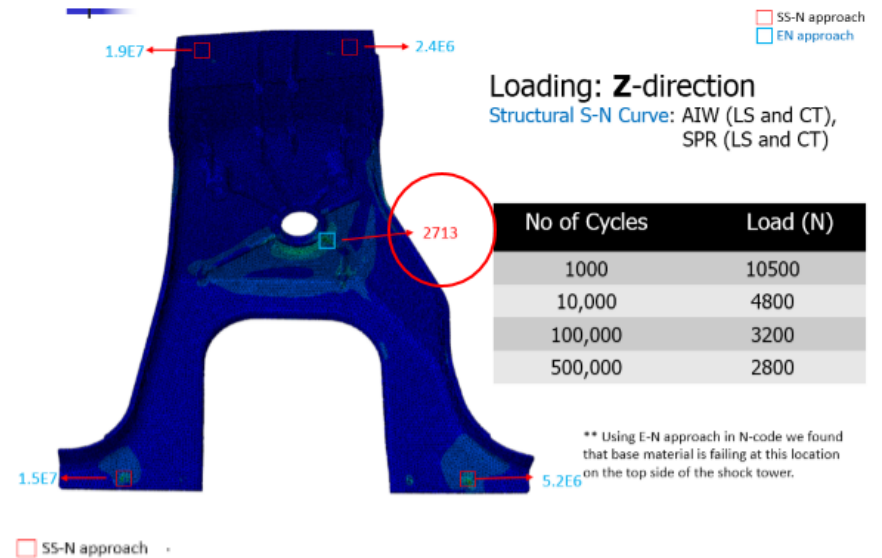 SS-N approach
EN approach
1.9E7
2.4E6
Loading: Z-direction
Structural S-N Curve: AIW (LS and CT),
SPR (LS and CT)
2713
No of Cycles Load (N)
1000 10500
10,000 4800
100,000 3200
500,000 2800
** Using E-N approach in N-code we found
that base material is failing at this location
on the top side of the shock tower.
1.5E7
5.2E6
SS-N approach